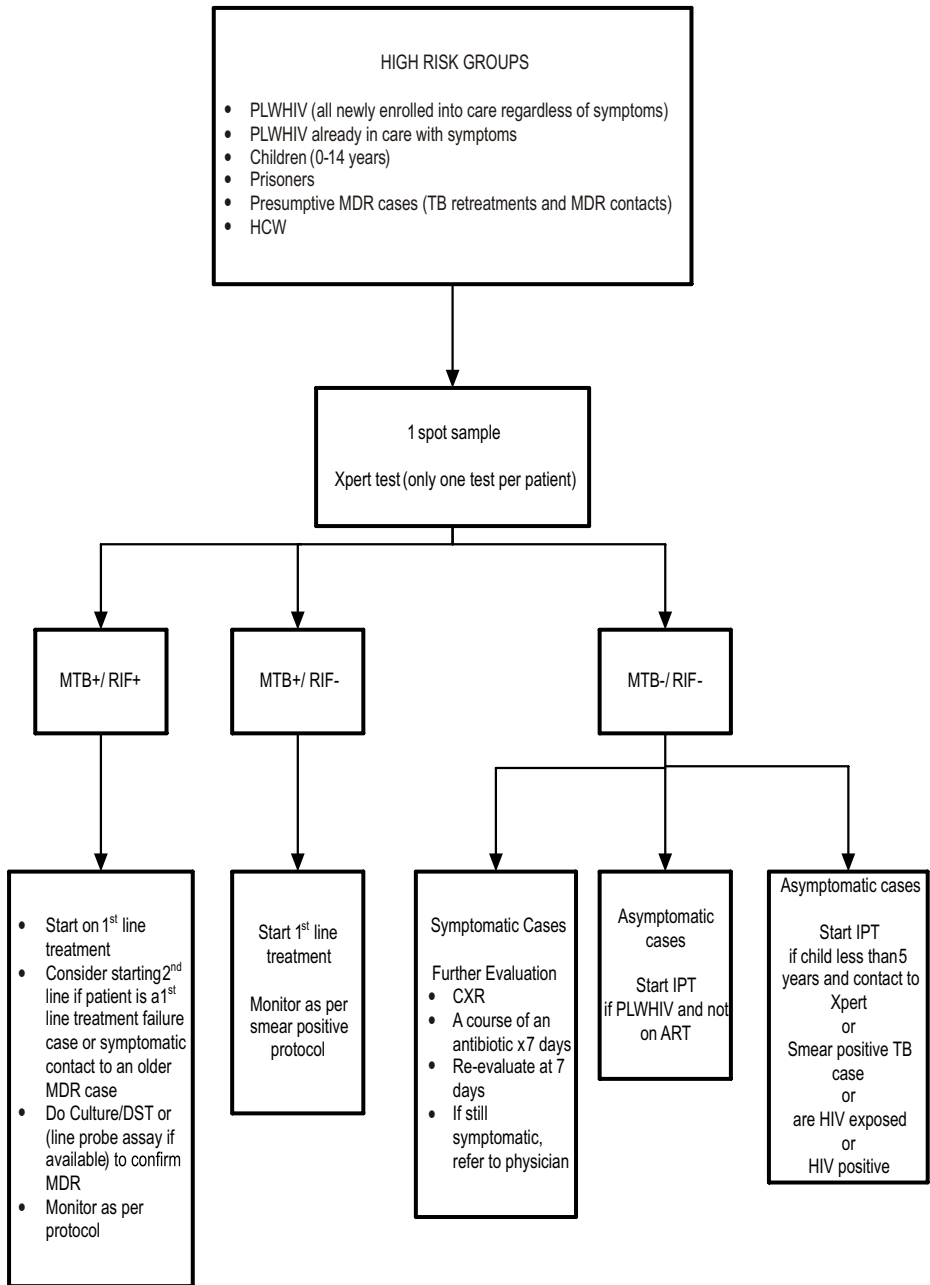 HIGH RISK GROUPS
• PLWHIV (all newly enrolled into care regardless of symptoms)
• PLWHIV already in care with symptoms
• Children (0-14 years)
• Prisoners
• Presumptive MDR cases (TB retreatments and MDR contacts)
• HCW
1 spot sample
Xpert test (only one test per patient)
MTB+/ RIF+
MTB+/ RIF-
MTB-/ RIF-
• Start on 1st line
treatment
• Consider starting 2nd
line if patient is a 1st
line treatment failure
case or symptomatic
contact to an older
MDR case
• Do Culture/DST or
(line probe assay if
available) to confirm
MDR
• Monitor as per
protocol
Start 1st line
treatment
Monitor as per
smear positive
protocol
Symptomatic Cases
Further Evaluation
• CXR
• A course of an
antibiotic x7 days
• Re-evaluate at 7
days
• If still
symptomatic,
refer to physician
Asymptomatic
cases
Start IPT
if PLWHIV and not
on ART
Asymptomatic cases
Start IPT
if child less than 5
years and contact to
Xpert
or
Smear positive TB
case
or
are HIV exposed
or
HIV positive